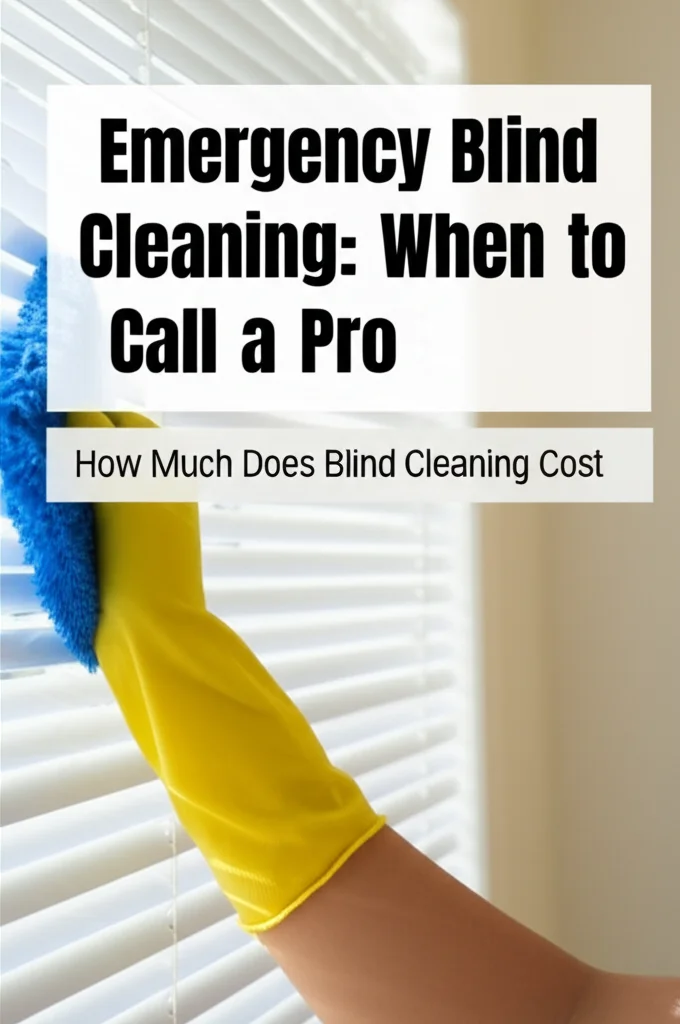 Emergency Blind
Cleaning: When to
Call a Pro
How Much Does Blind Cleaning Cost